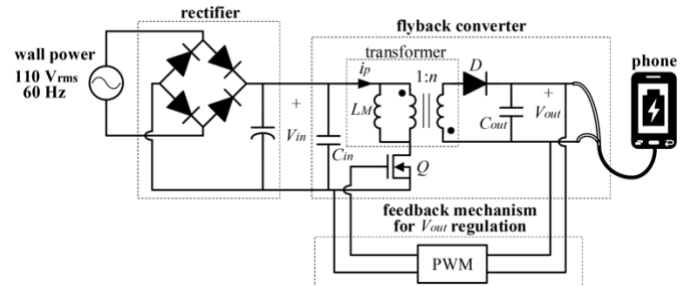 rectifier
flyback converter
wall power
110 Vrms
60 Hz
transformer
phone
ip
1:n
D
LM
+
Vin
Cin
Cout
+
Vout
Q
feedback mechanism
for Vout regulation
PWM